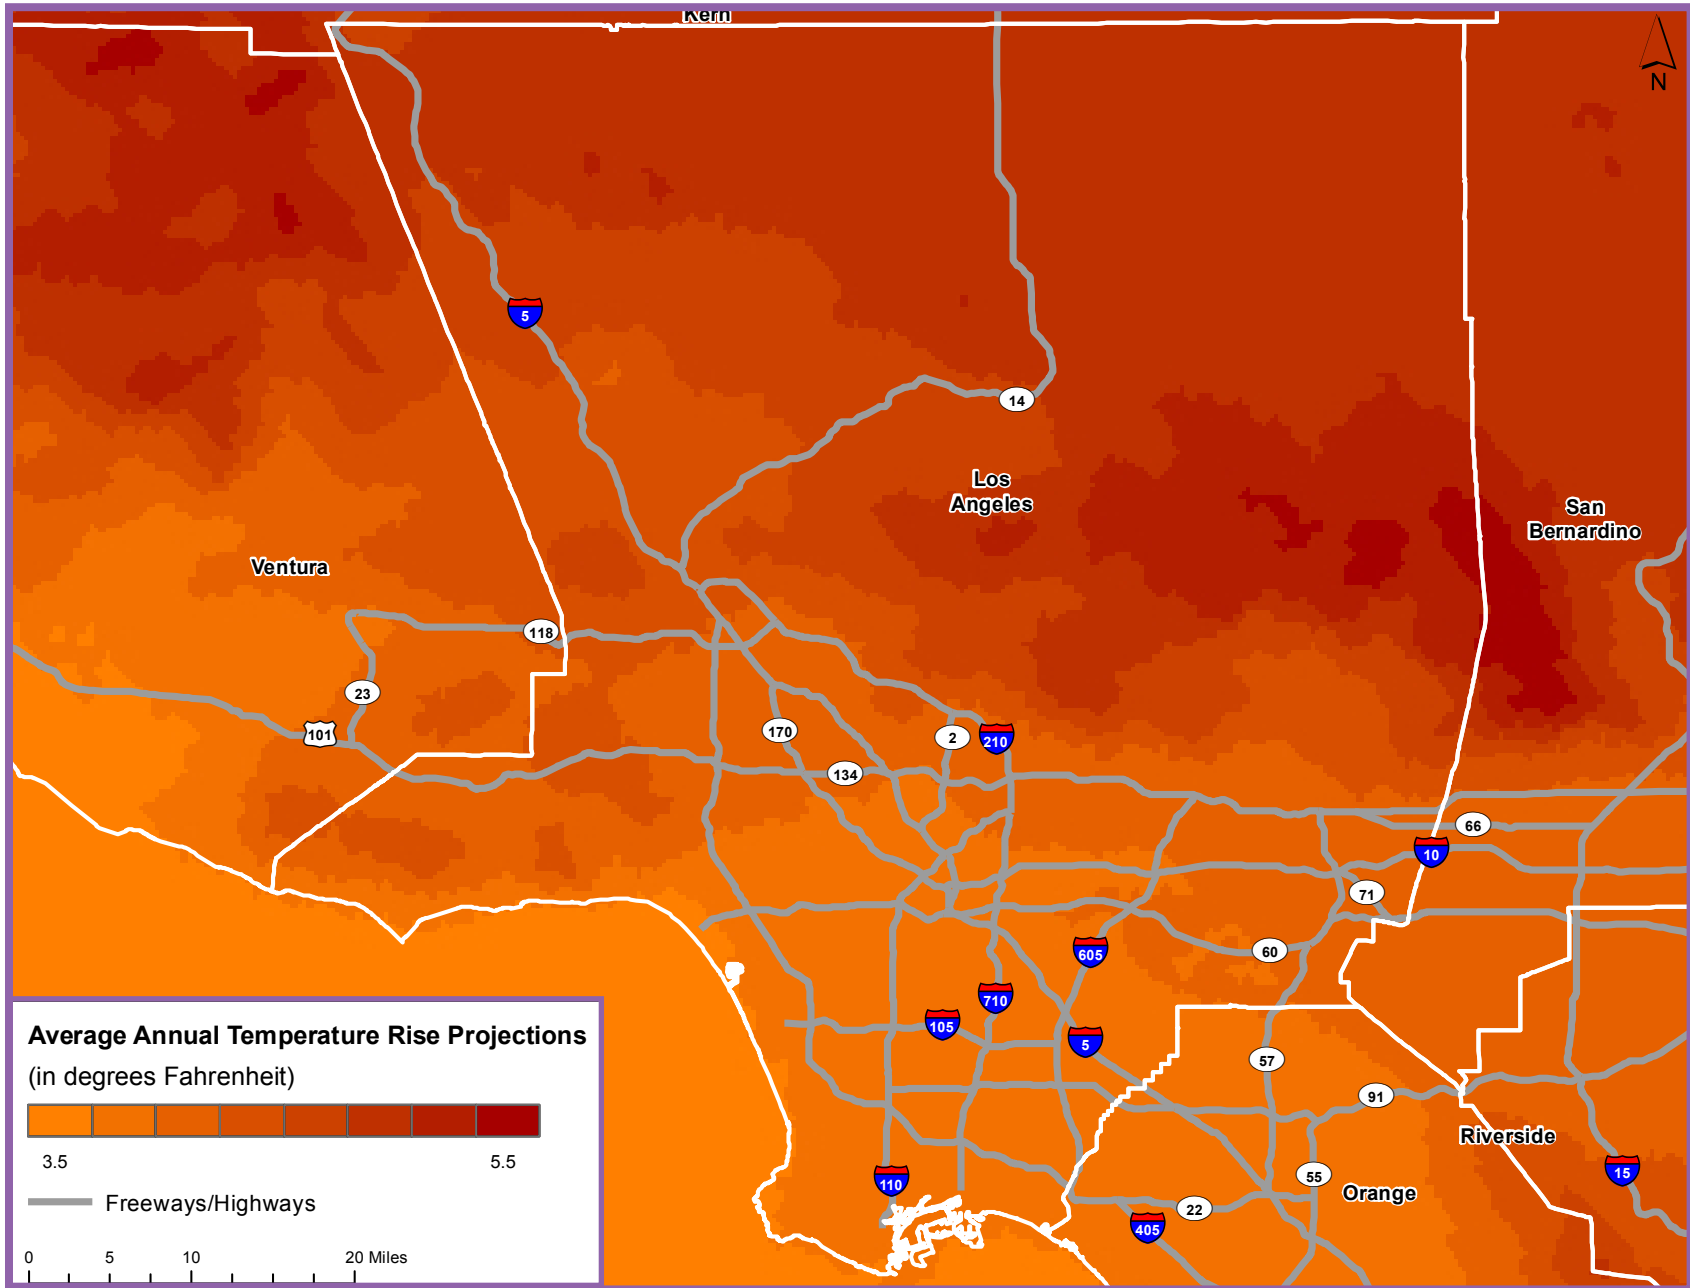 Kern
N
5
14
Los
Angeles
San
Bernardino
Ventura
118
23
101
170
2
210
134
66
10
71
60
605
710
105
5
57
91
Riverside
15
55
Orange
110
22
405
Average Annual Temperature Rise Projections
(in degrees Fahrenheit)
3.5 5.5
Freeways/Highways
0 5 10 20 Miles